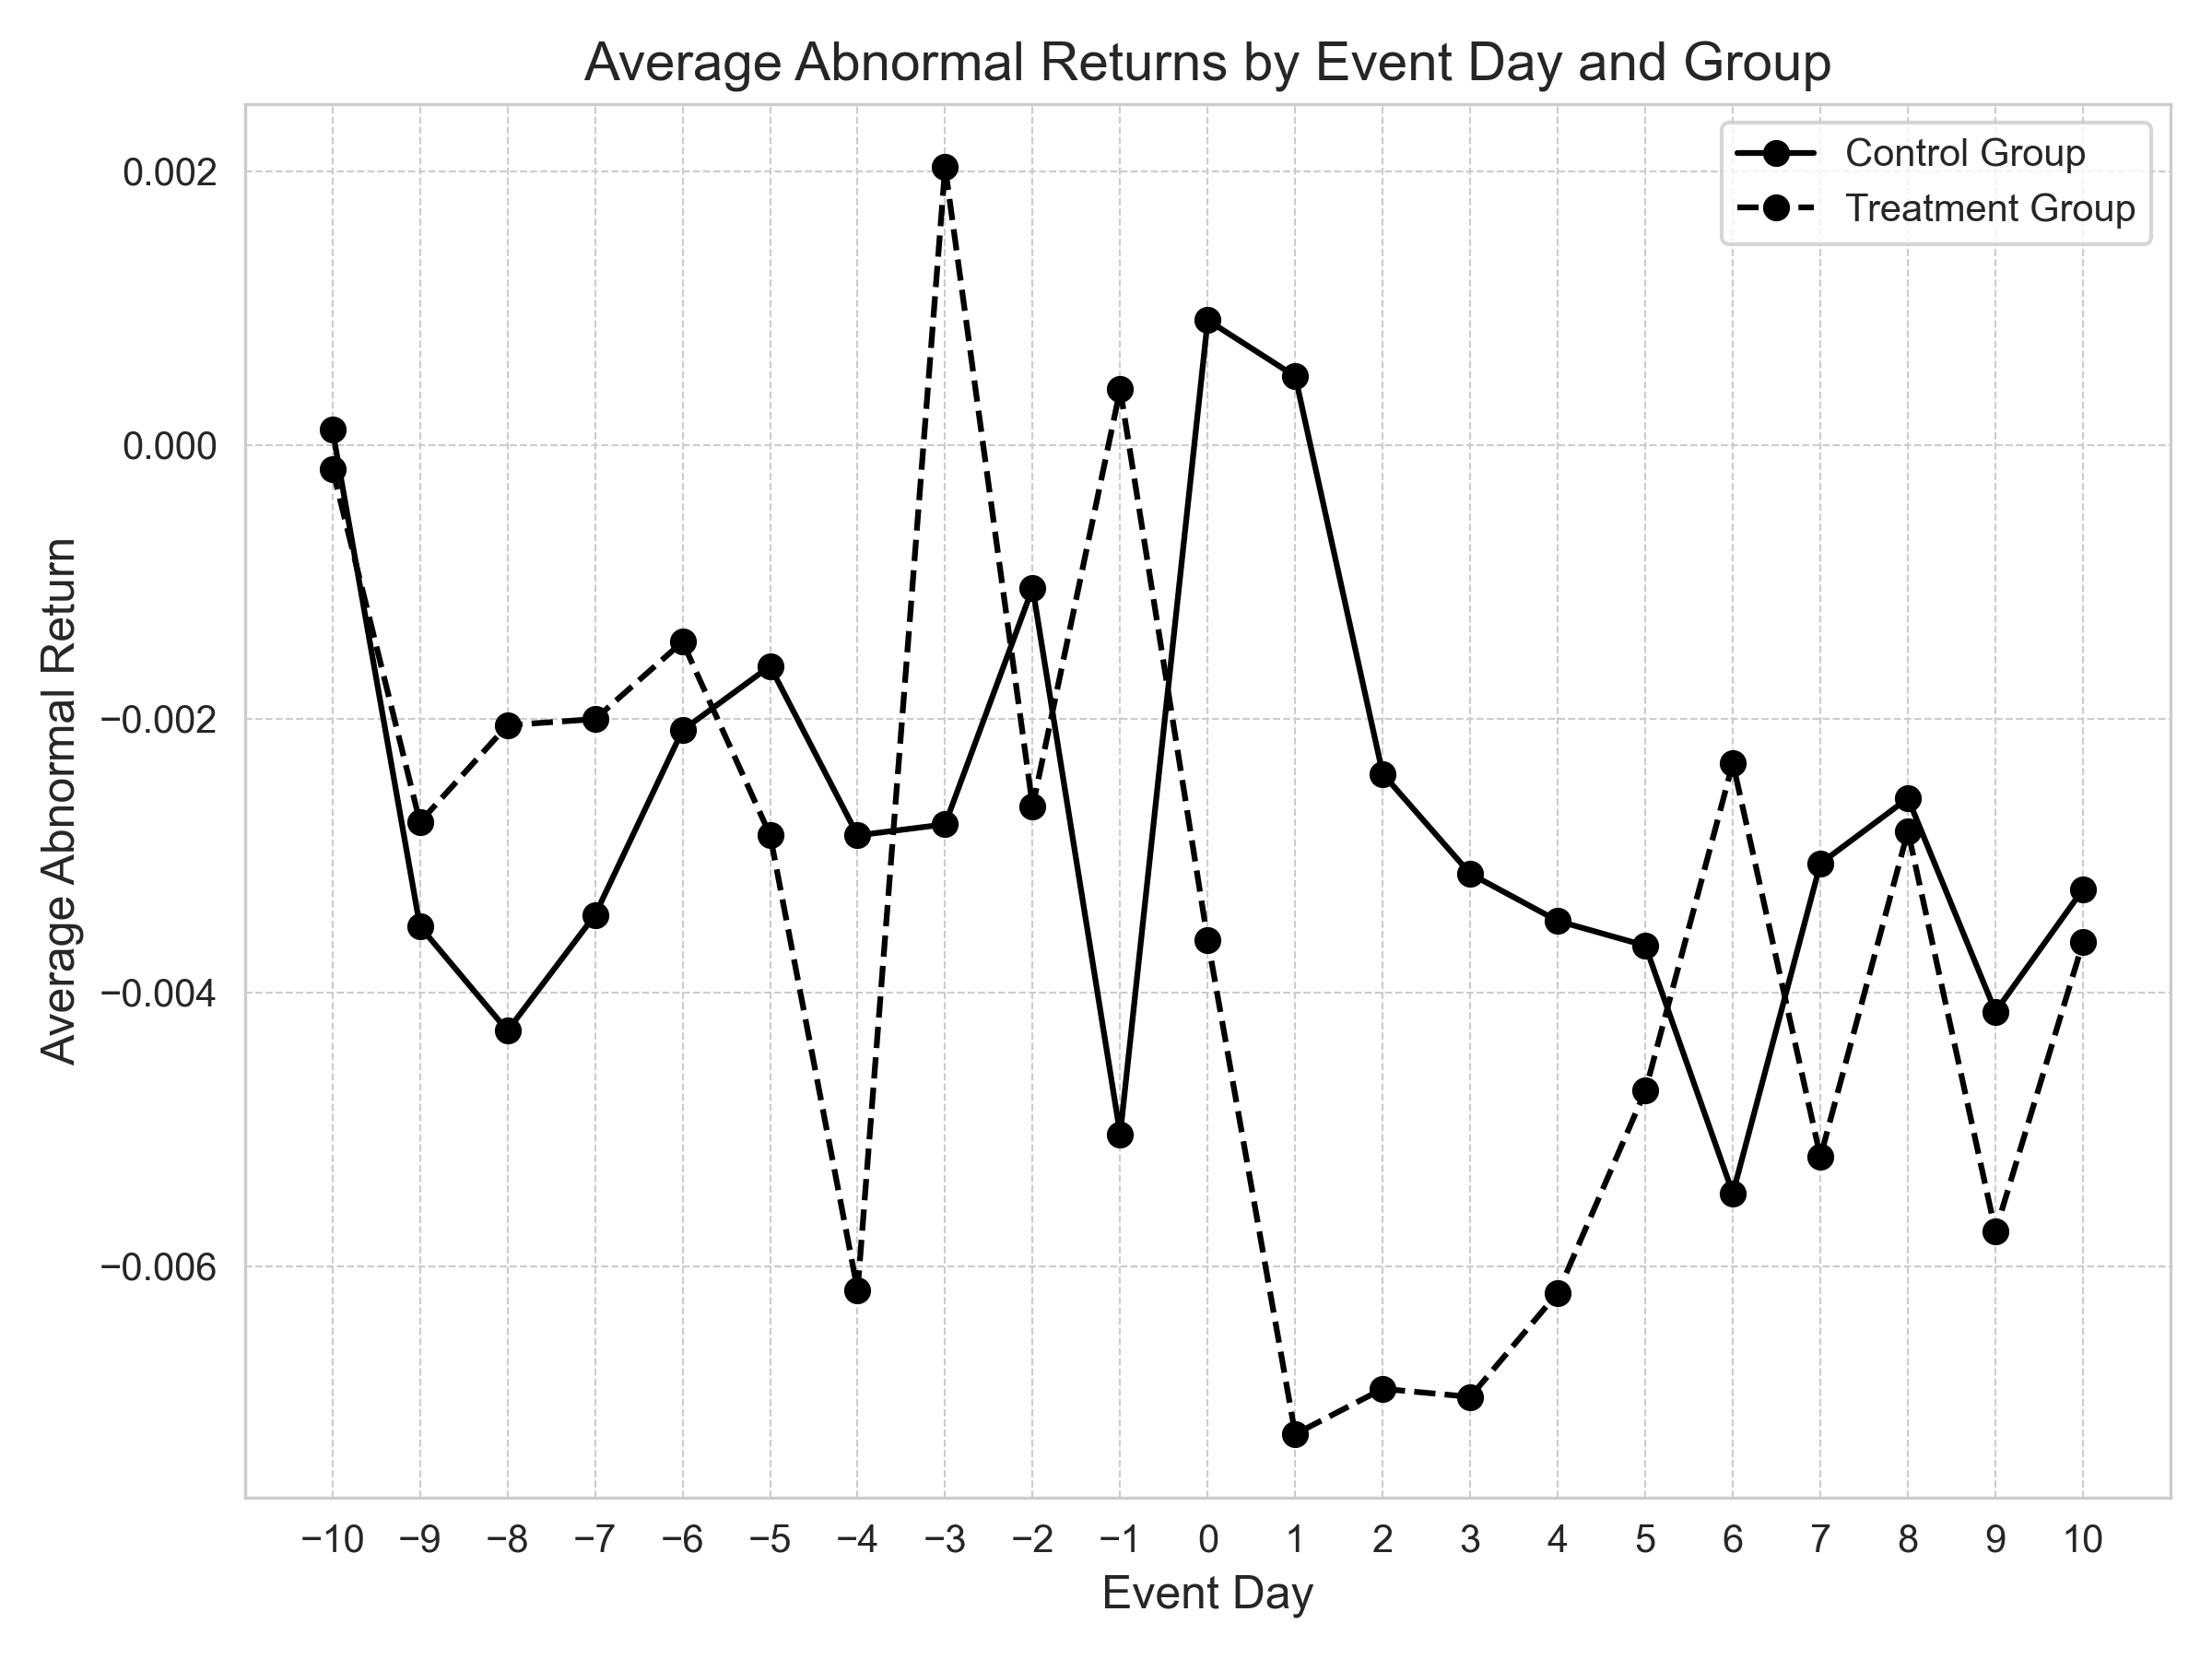 Average Abnormal Returns by Event Day and Group
Control Group
Treatment Group
Average Abnormal Return
0.002
0.000
−0.002
−0.004
−0.006
−10 −9 −8 −7 −6 −5 −4 −3 −2 −1 0 1 2 3 4 5 6 7 8 9 10
Event Day